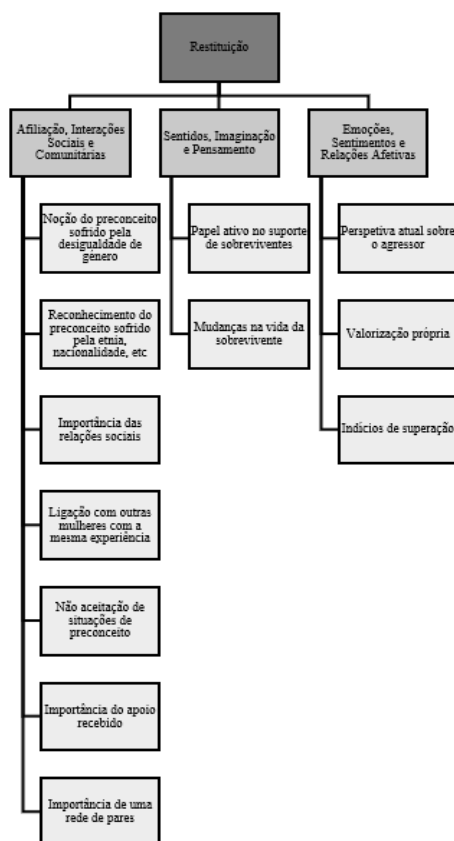 Restituição
Afiliação, Interações
Sociais e
Comunitárias
Noção do preconceito
sofrido pela
desigualdade de
género
Reconhecimento do
preconceito sofrido
pela etnia,
nacionalidade, etc
Importância das
relações sociais
Ligação com outras
mulheres com a
mesma experiência
Não aceitação de
situações de
preconceito
Importância do apoio
recebido
Importância de uma
rede de pares
Sentidos, Imaginação
e Pensamento
Papel ativo no suporte
de sobreviventes
Mudanças na vida da
sobrevivente
Emoções,
Sentimentos e
Relações Afetivas
Perspetiva atual sobre
o agressor
Valorização própria
Indícios de superação